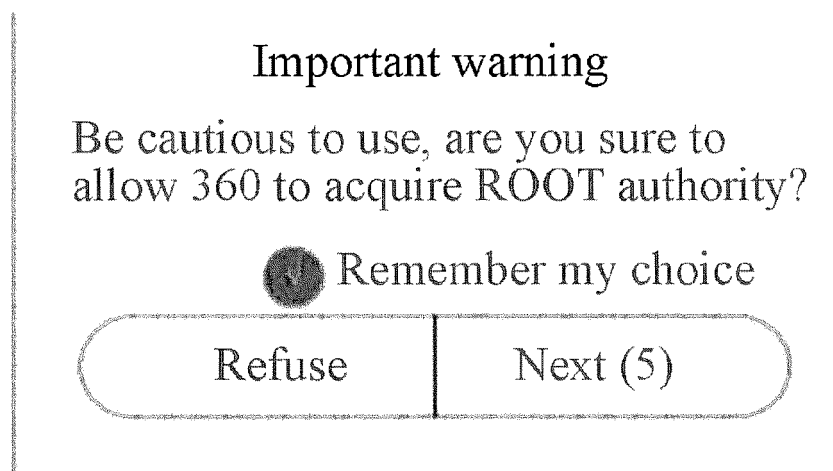 Important warning
Be cautious to use, are you sure to
allow 360 to acquire ROOT authority?
Remember my choice
Refuse
Next (5)